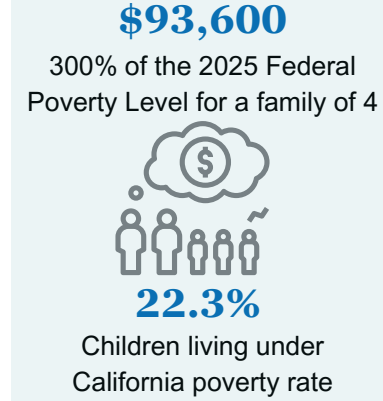 $93,600
300% of the 2025 Federal
Poverty Level for a family of 4
$
22.3%
Children living under
California poverty rate